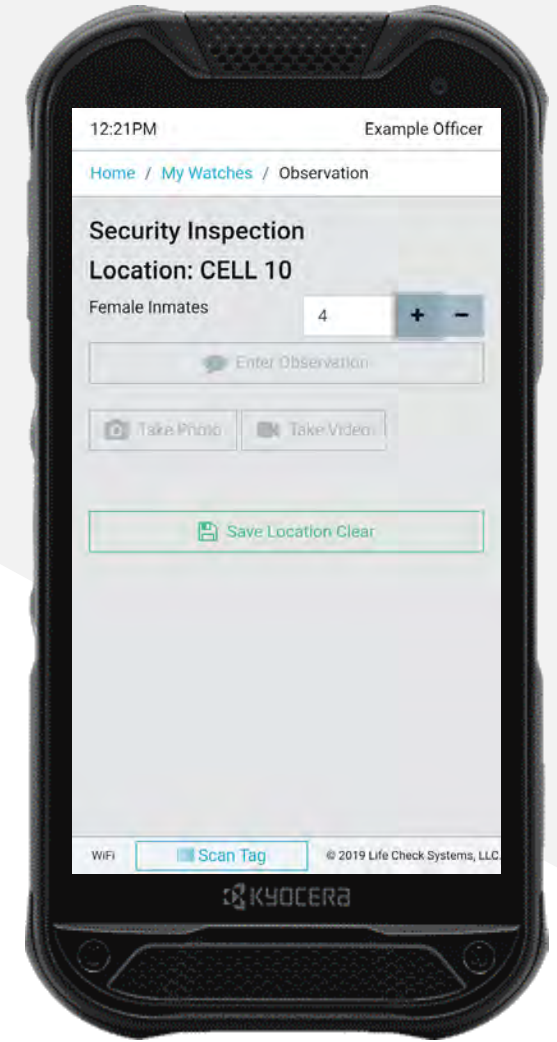 12:21PM Example Officer
Home / My Watches / Observation
Security Inspection
Location: CELL 10
Female Inmates 4 + −
Enter Observation
Take Photo Take Video
Save Location Clear
WiFi Scan Tag © 2019 Life Check Systems, LLC.
KYOCERA